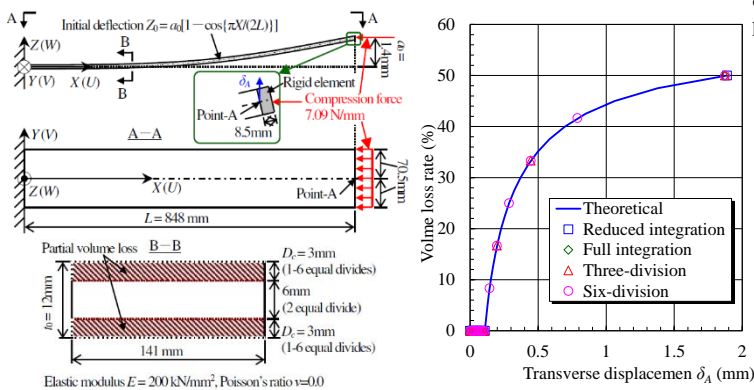 A
A
Initial deflection Z0 = a0[1−cos{πX/(2L)}]
Z(W)
B
X(U)
Y(V)
B
a0 = 1.4mm
δA
Rigid element
Point-A
Compression force
7.09 N/mm
8.5mm
Y(V)
A−A
Z(W)
X(U)
Point-A
70.5mm
L = 848 mm
Partial volume loss
B−B
Dc = 3mm
(1-6 equal divides)
t0 = 12mm
6mm
(2 equal divide)
Dc = 3mm
(1-6 equal divides)
141 mm
Elastic modulus E = 200 kN/mm², Poisson's ratio ν=0.0
Volme loss rate (%)
60
50
40
30
20
10
0
Theoretical
Reduced integration
Full integration
Three-division
Six-division
0
0.5
1
1.5
2
Transverse displacemen δA (mm)